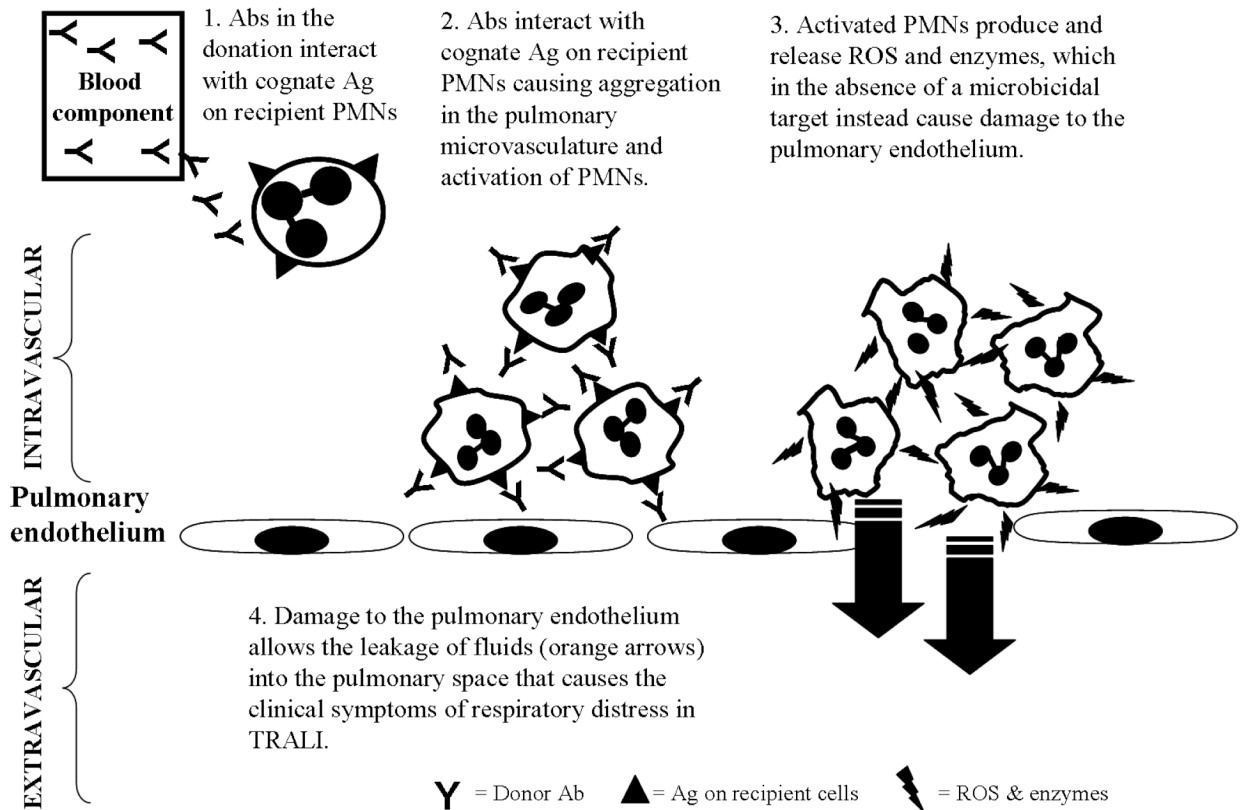 Blood
component
1. Abs in the
donation interact
with cognate Ag
on recipient PMNs
2. Abs interact with
cognate Ag on recipient
PMNs causing aggregation
in the pulmonary
microvasculature and
activation of PMNs.
3. Activated PMNs produce and
release ROS and enzymes, which
in the absence of a microbicidal
target instead cause damage to the
pulmonary endothelium.
INTRAVASCULAR
Pulmonary
endothelium
EXTRAVASCULAR
4. Damage to the pulmonary endothelium
allows the leakage of fluids (orange arrows)
into the pulmonary space that causes the
clinical symptoms of respiratory distress in
TRALI.
= Donor Ab
= Ag on recipient cells
= ROS & enzymes